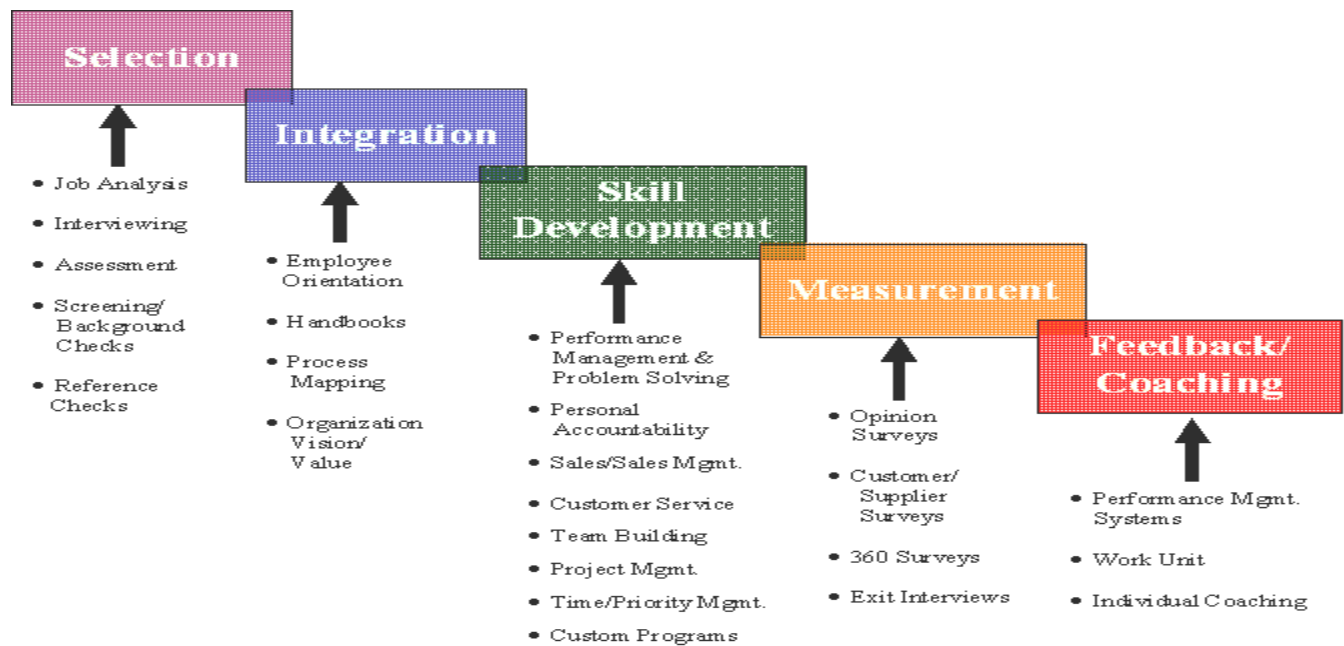 Selection
• Job Analysis
• Interviewing
• Assessment
• Screening/
Background
Checks
• Reference
Checks
Integration
• Employee
Orientation
• Handbooks
• Process
Mapping
• Organization
Vision/
Value
Skill
Development
• Performance
Management &
Problem Solving
• Personal
Accountability
• Sales/Sales Mgmt.
• Customer Service
• Team Building
• Project Mgmt.
• Time/Priority Mgmt.
• Custom Programs
Measurement
• Opinion
Surveys
• Customer/
Supplier
Surveys
• 360 Surveys
• Exit Interviews
Feedback/
Coaching
• Performance Mgmt.
Systems
• Work Unit
• Individual Coaching